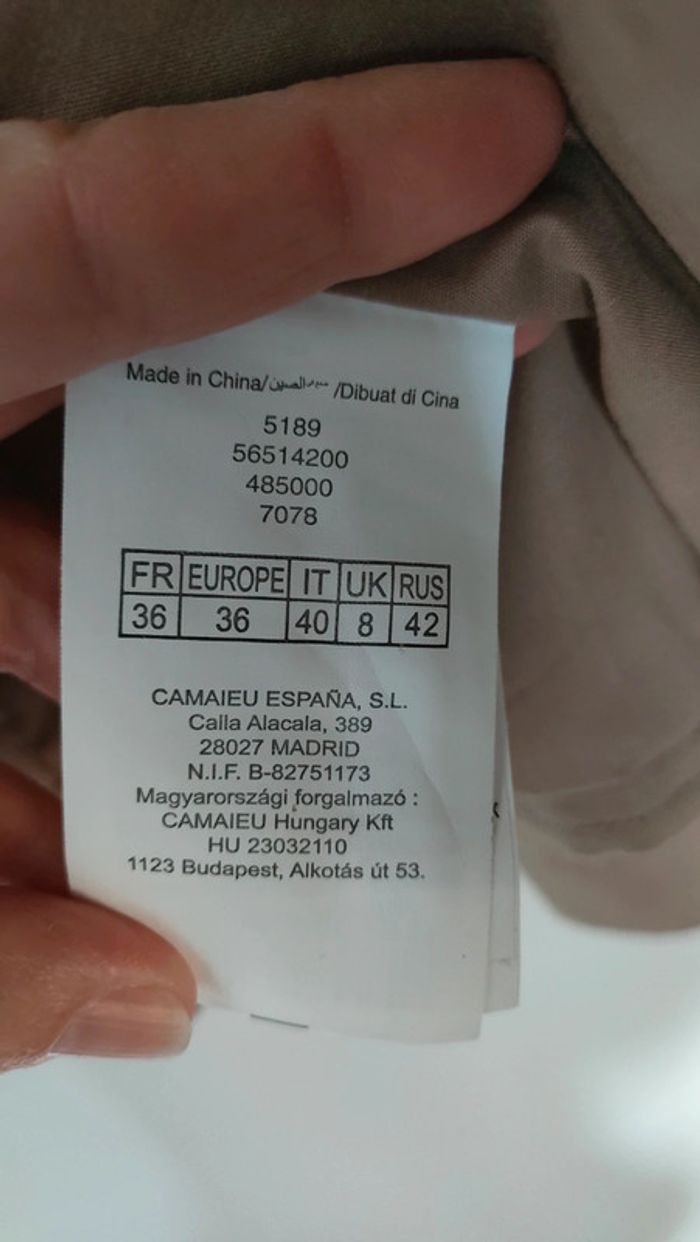 Made in China/صنع في الصين/Dibuat di Cina
5189
56514200
485000
7078
FR EUROPE IT UK RUS
36 36 40 8 42
CAMAIEU ESPAÑA, S.L.
Calla Alacala, 389
28027 MADRID
N.I.F. B-82751173
Magyarországi forgalmazó :
CAMAIEU Hungary Kft
HU 23032110
1123 Budapest, Alkotás út 53.